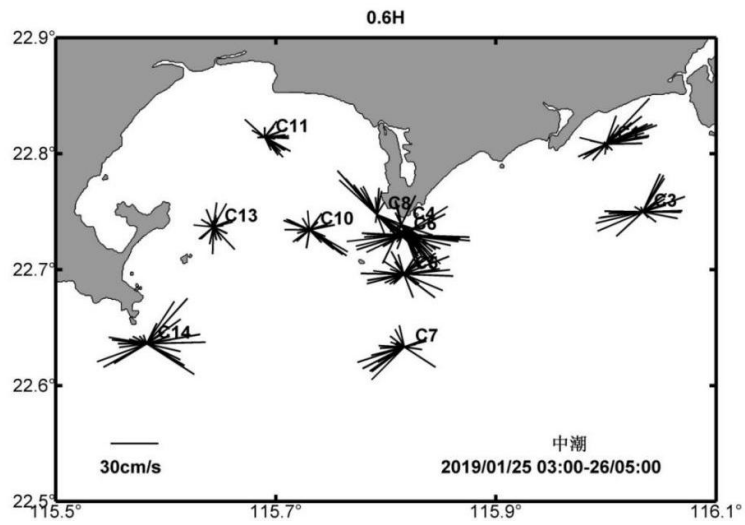 0.6H
22.9°
C11
22.8°
C8
C3
C13
C10
C4
22.7°
C14
C7
22.6°
中潮
30cm/s
2019/01/25 03:00-26/05:00
22.5°
115.5°
115.7°
115.9°
116.1°